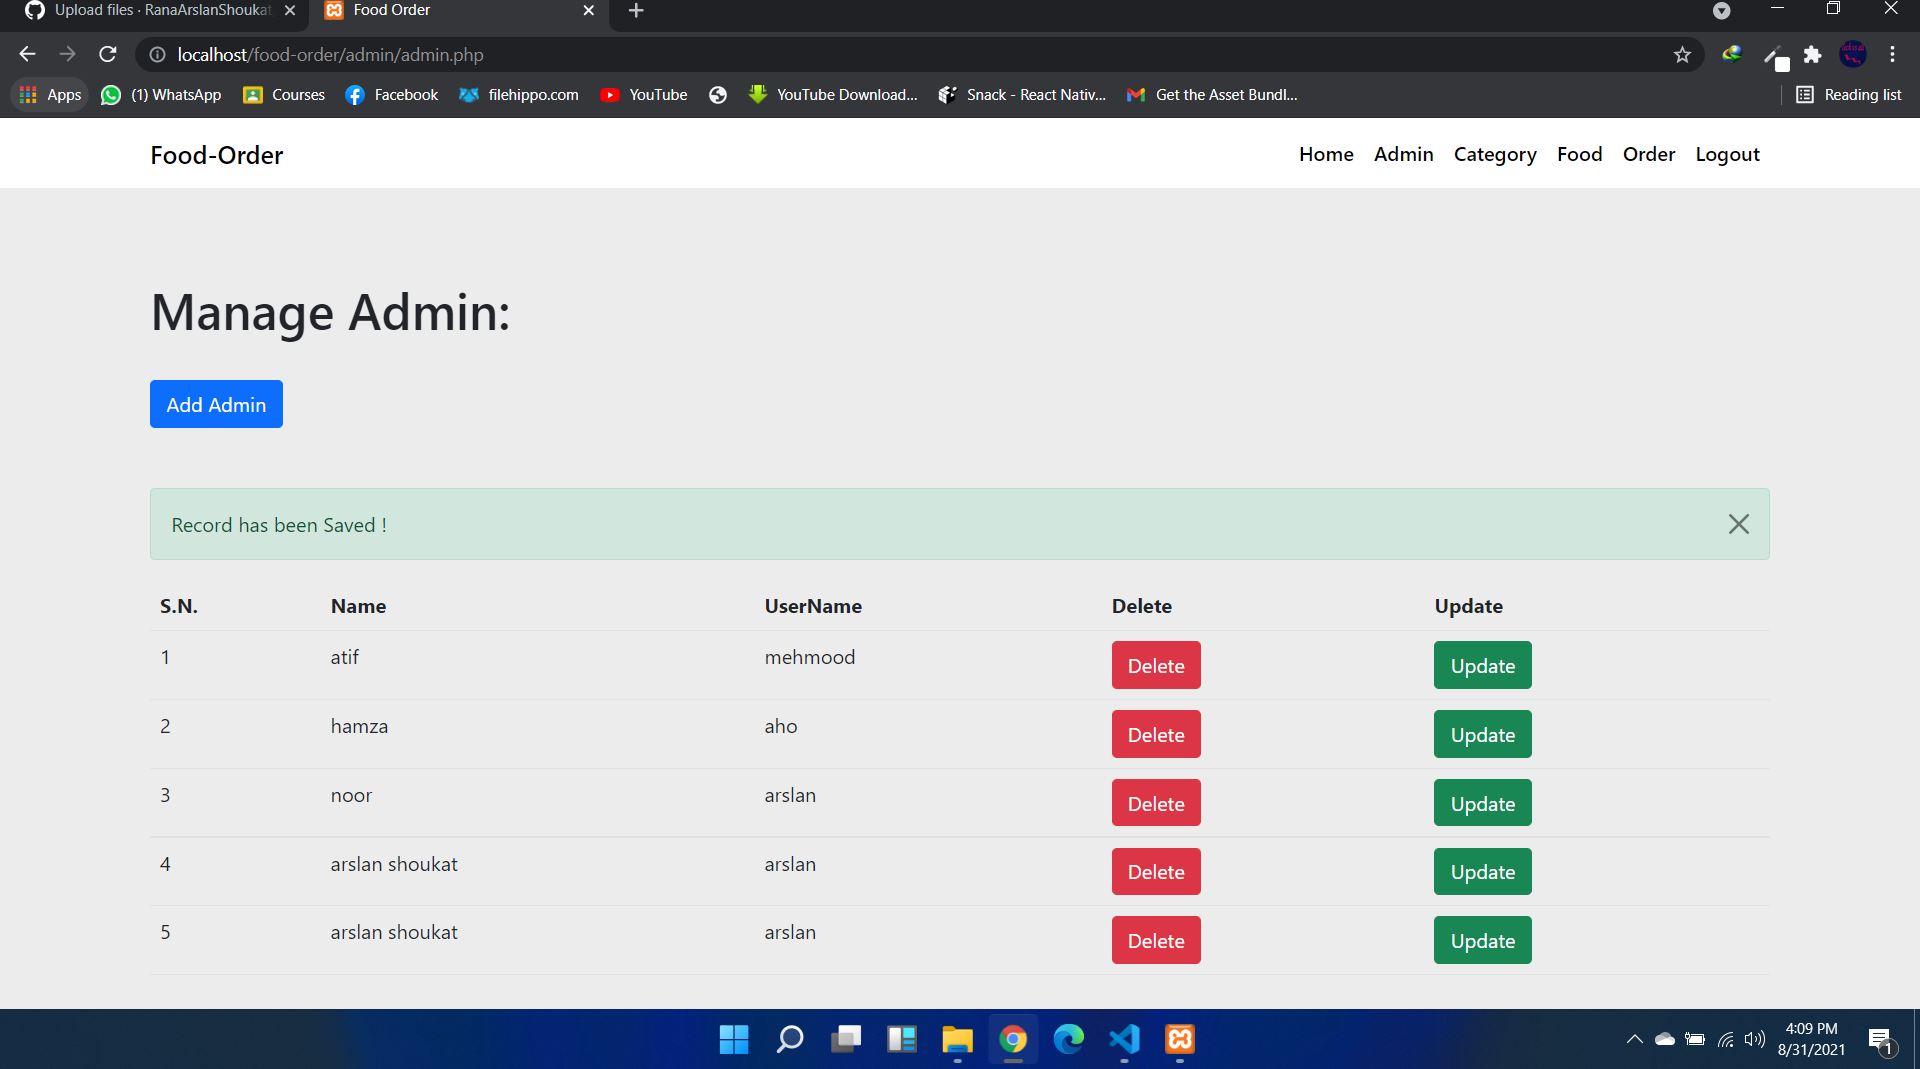 Upload files · RanaArslanShoukat
Food Order
localhost/food-order/admin/admin.php
Apps
(1) WhatsApp
Courses
Facebook
filehippo.com
YouTube
YouTube Download...
Snack - React Nativ...
Get the Asset Bundl...
Reading list
Food-Order
Home Admin Category Food Order Logout
Manage Admin:
Add Admin
Record has been Saved !
S.N. Name UserName Delete Update
1 atif mehmood Delete Update
2 hamza aho Delete Update
3 noor arslan Delete Update
4 arslan shoukat arslan Delete Update
5 arslan shoukat arslan Delete Update
4:09 PM
8/31/2021
1